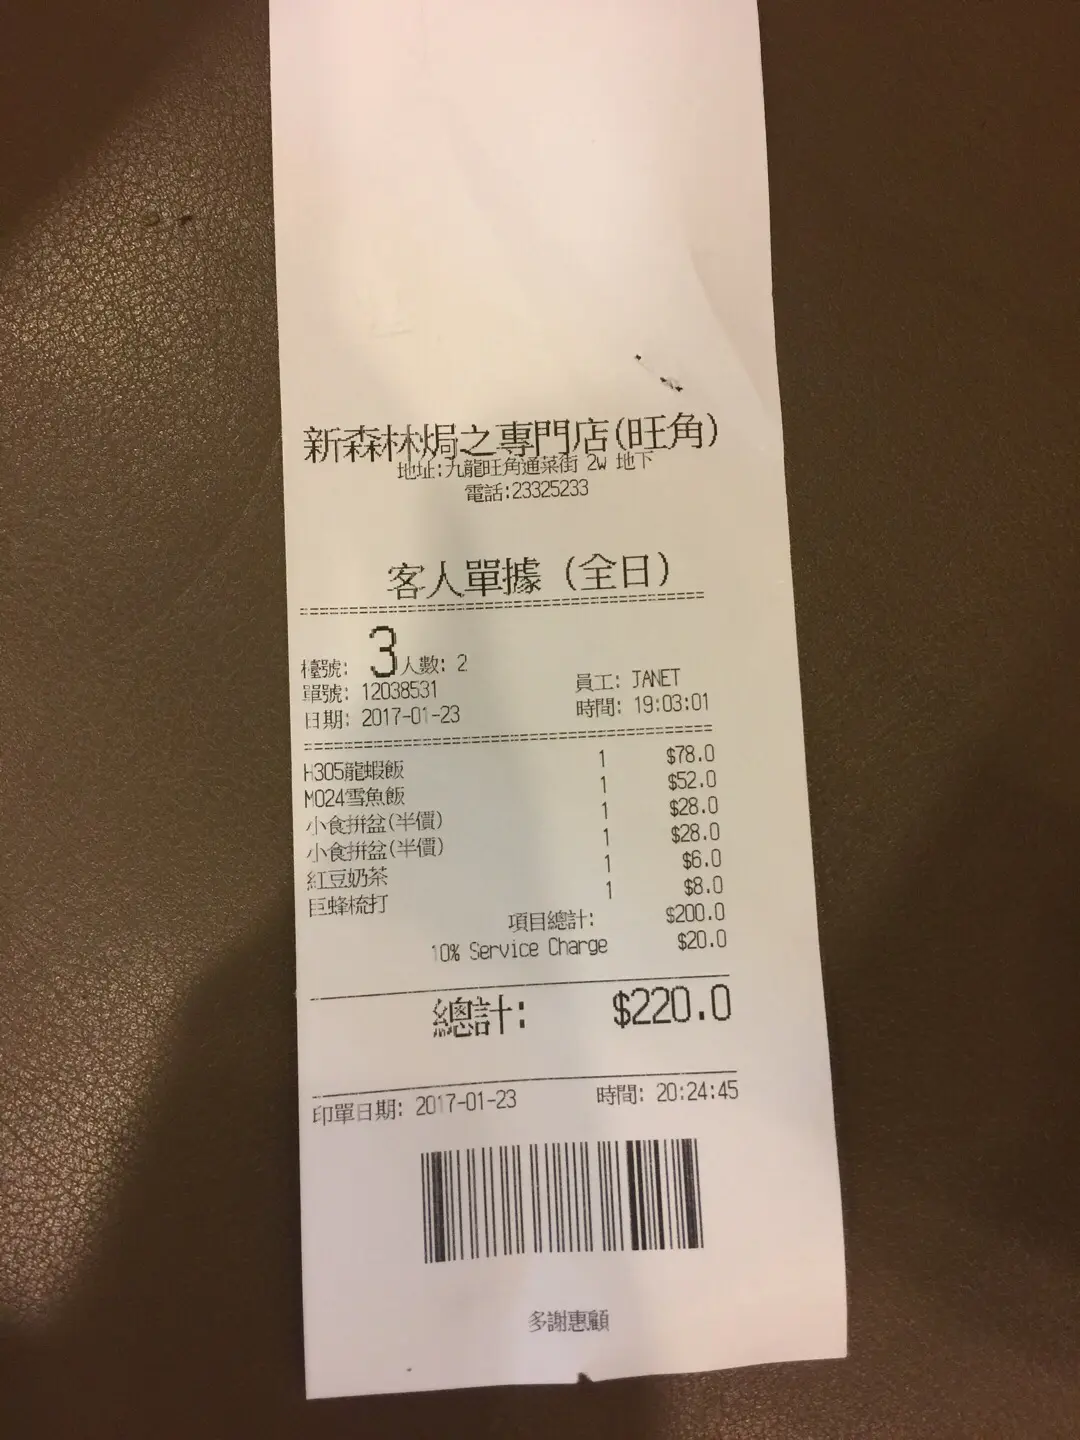 新森林焗之專門店(旺角)
地址:九龍旺角通菜街 2W 地下
電話:23325233
客人單據 (全日)
檯號: 3 人數: 2
單號: 12038531 員工: JANET
日期: 2017-01-23 時間: 19:03:01
H305龍蝦飯 1 $78.0
M024雪魚飯 1 $52.0
小食拼盆(半價) 1 $28.0
小食拼盆(半價) 1 $28.0
紅豆奶茶 1 $6.0
巨蜂梳打 1 $8.0
項目總計: $200.0
10% Service Charge $20.0
總計: $220.0
印單日期: 2017-01-23 時間: 20:24:45
多謝惠顧